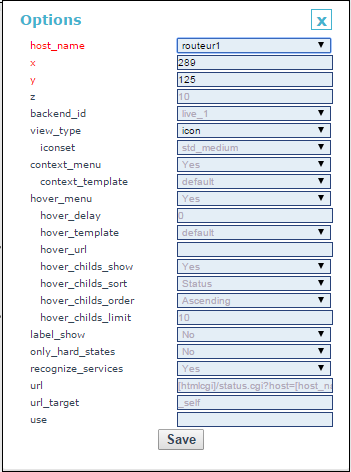 Options x
host_name routeur1
x 289
y 125
z 10
backend_id live_1
view_type icon
iconset std_medium
context_menu Yes
context_template default
hover_menu Yes
hover_delay 0
hover_template default
hover_url
hover_childs_show Yes
hover_childs_sort Status
hover_childs_order Ascending
hover_childs_limit 10
label_show No
only_hard_states No
recognize_services Yes
url [htmlcgi]/status.cgi?host=[host_n
url_target _self
use
Save